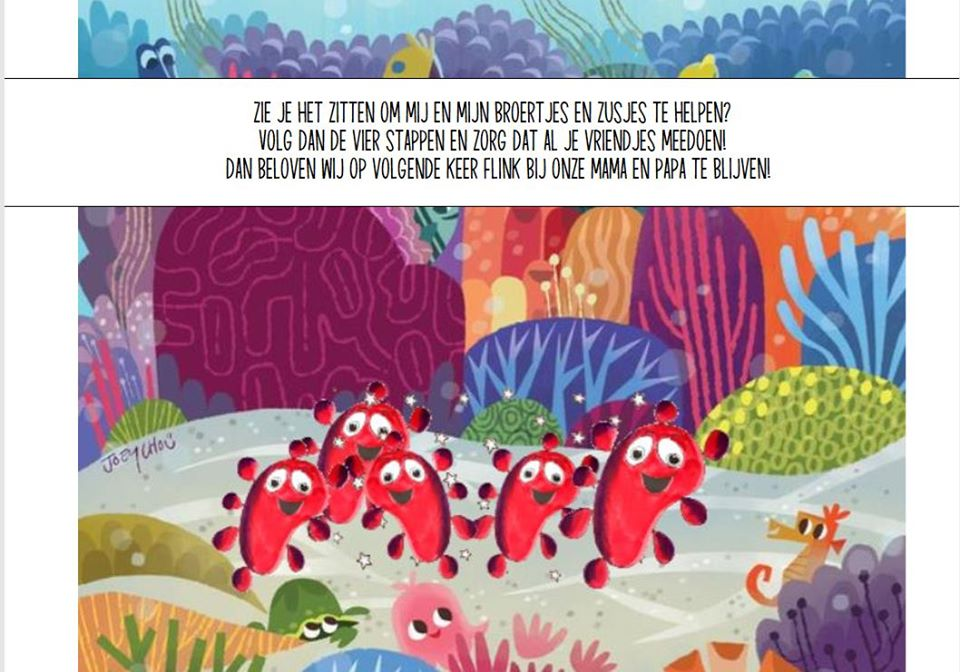 ZIE JE HET ZITTEN OM MIJ EN MIJN BROERTJES EN ZUSJES TE HELPEN?
VOLG DAN DE VIER STAPPEN EN ZORG DAT AL JE VRIENDJES MEEDOEN!
DAN BELOVEN WIJ OP VOLGENDE KEER FLINK BIJ ONZE MAMA EN PAPA TE BLIJVEN!
JOEY CHOU